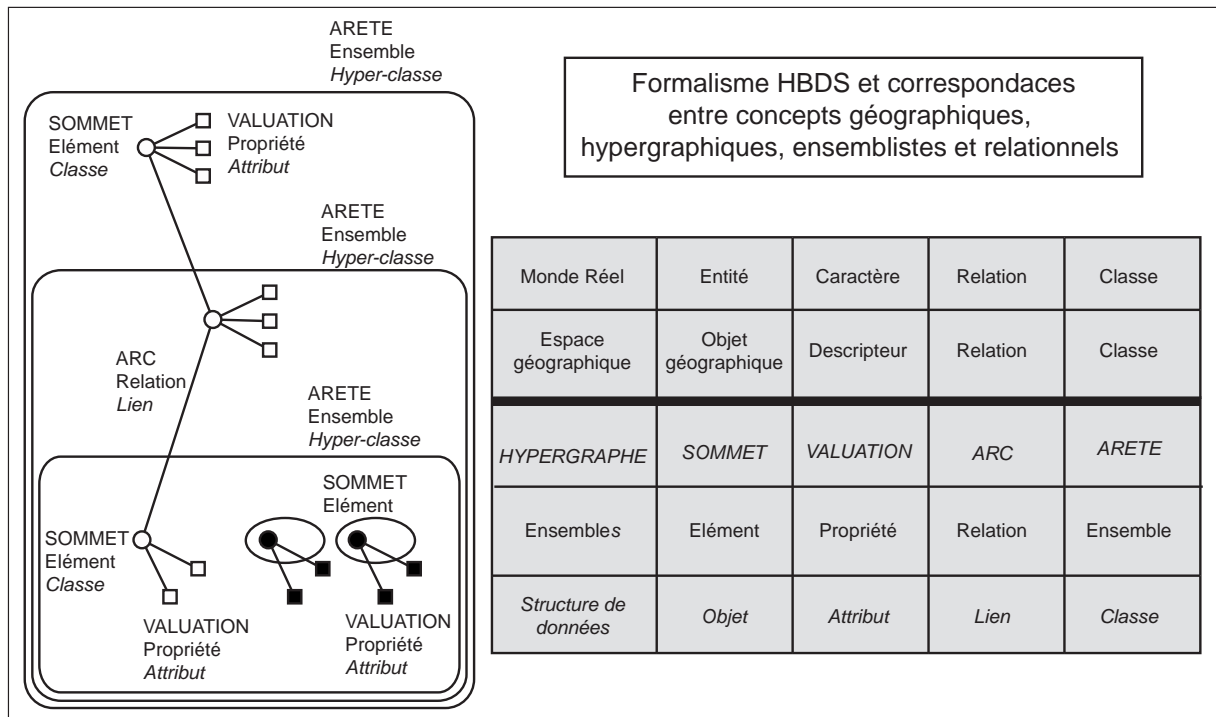 ARETE
Ensemble
Hyper-classe
SOMMET
Elément
Classe
VALUATION
Propriété
Attribut
ARETE
Ensemble
Hyper-classe
ARC
Relation
Lien
ARETE
Ensemble
Hyper-classe
SOMMET
Elément
SOMMET
Elément
Classe
VALUATION
Propriété
Attribut
VALUATION
Propriété
Attribut
Formalisme HBDS et correspondaces
entre concepts géographiques,
hypergraphiques, ensemblistes et relationnels
Monde Réel Entité Caractère Relation Classe
Espace géographique Objet géographique Descripteur Relation Classe
HYPERGRAPHE SOMMET VALUATION ARC ARETE
Ensembles Elément Propriété Relation Ensemble
Structure de données Objet Attribut Lien Classe